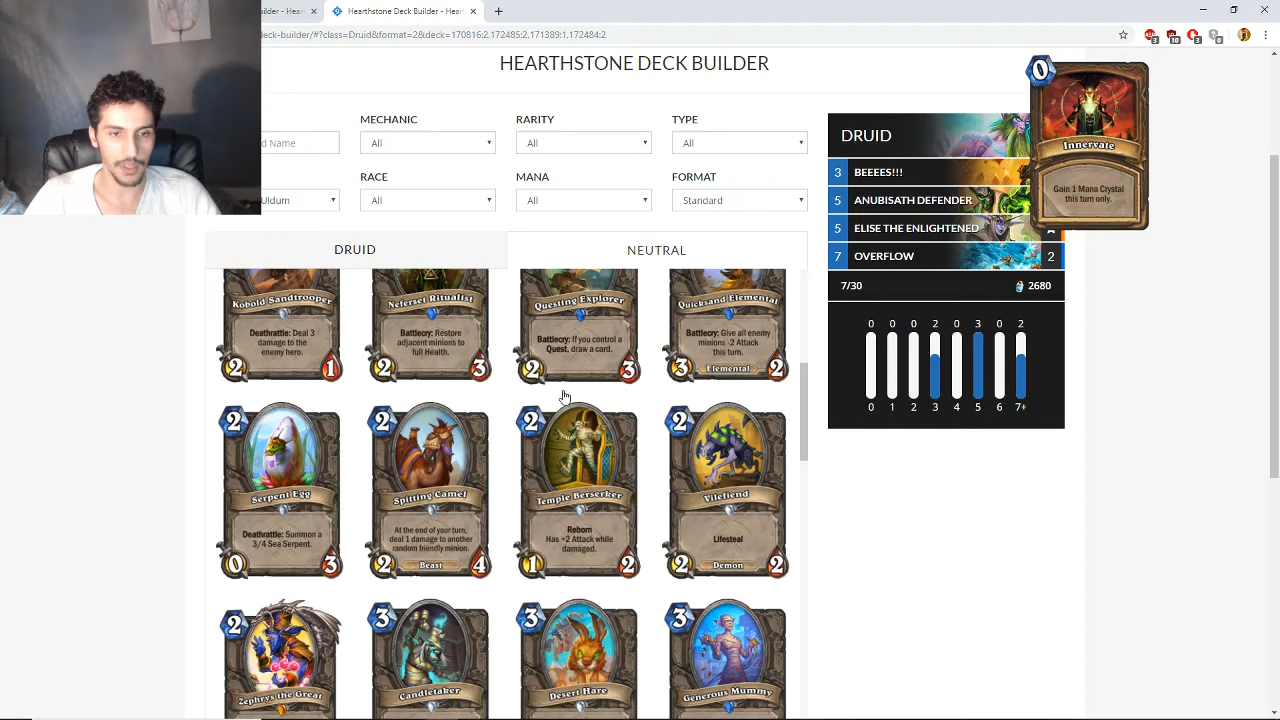 deck-builder - Hear
Hearthstone Deck Builder - Hear
eck-builder/#?class=Druid&format=2&deck=170816:2,172485:2,171389:1,172484:2
3
10
3
0
HEARTHSTONE DECK BUILDER
MECHANIC
RARITY
TYPE
d Name
All
All
All
RACE
MANA
FORMAT
Uldum
All
All
Standard
DRUID
NEUTRAL
Kobold Sandtrooper
Deathrattle: Deal 3
damage to the
enemy hero.
2
1
Neferset Ritualist
Battlecry: Restore
adjacent minions to
full Health.
2
3
Questing Explorer
Battlecry: If you control a
Quest, draw a card.
2
3
Quicksand Elemental
Battlecry: Give all enemy
minions -2 Attack
this turn.
3
Elemental
2
2
Serpent Egg
Deathrattle: Summon a
3/4 Sea Serpent.
0
3
2
Spitting Camel
At the end of your turn,
deal 1 damage to another
random friendly minion.
2
Beast
4
2
Temple Berserker
Reborn
Has +2 Attack while
damaged.
1
2
2
Vilefiend
Lifesteal
2
Demon
2
2
Zephrys the Great
3
Candletaker
3
Desert Hare
3
Generous Mummy
DRUID
3 BEEEES!!!
5 ANUBISATH DEFENDER
5 ELISE THE ENLIGHTENED
7 OVERFLOW 2
7/30 2680
0 0 0 2 0 3 0 2
0 1 2 3 4 5 6 7+
0
Innervate
Gain 1 Mana Crystal
this turn only.